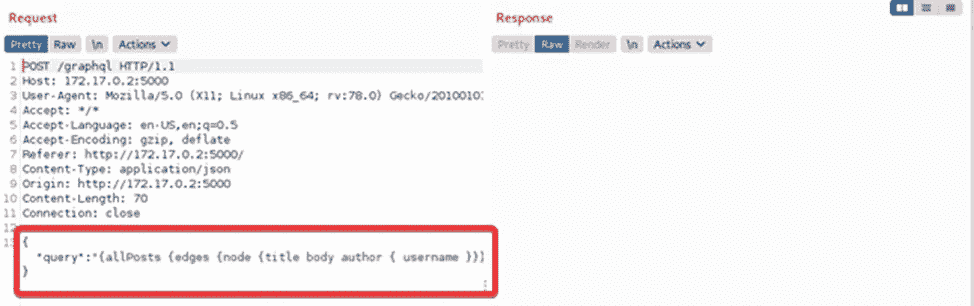 Request
Response
Pretty Raw \n Actions
Pretty Raw Render \n Actions
1 POST /graphql HTTP/1.1
2 Host: 172.17.0.2:5000
3 User-Agent: Mozilla/5.0 (X11; Linux x86_64; rv:78.0) Gecko/20100101
4 Accept: */*
5 Accept-Language: en-US,en;q=0.5
6 Accept-Encoding: gzip, deflate
7 Referer: http://172.17.0.2:5000/
8 Content-Type: application/json
9 Origin: http://172.17.0.2:5000
10 Content-Length: 70
11 Connection: close
12
13 {
"query":"{allPosts {edges {node {title body author { username }}}
}